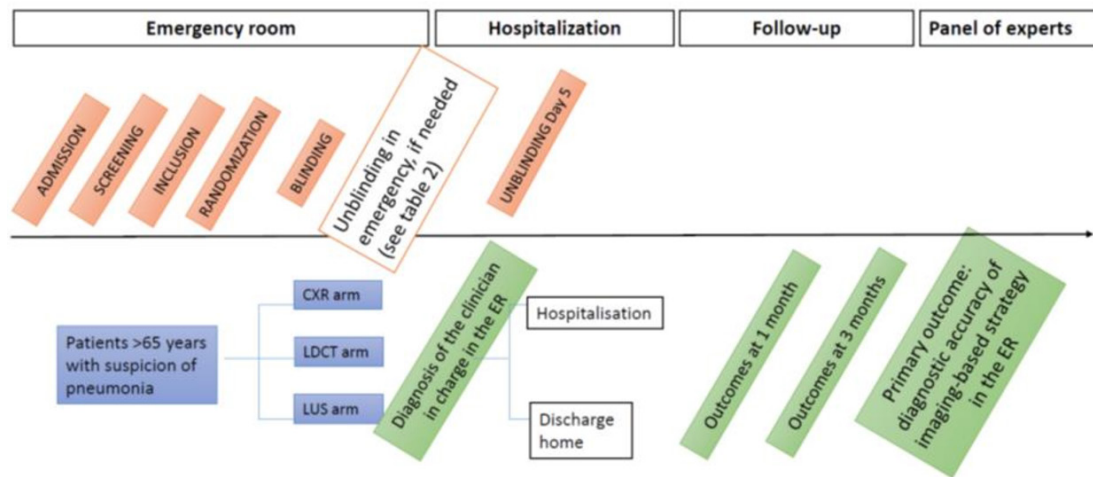 Emergency room
Hospitalization
Follow-up
Panel of experts
ADMISSION
SCREENING
INCLUSION
RANDOMIZATION
BLINDING
Unblinding in
emergency, if needed
(see table 2)
UNBLINDING Day 5
Patients >65 years
with suspicion of
pneumonia
CXR arm
LDCT arm
LUS arm
Diagnosis of the clinician
in charge in the ER
Hospitalisation
Discharge
home
Outcomes at 1 month
Outcomes at 3 months
Primary outcome:
diagnostic accuracy of
imaging-based strategy
in the ER